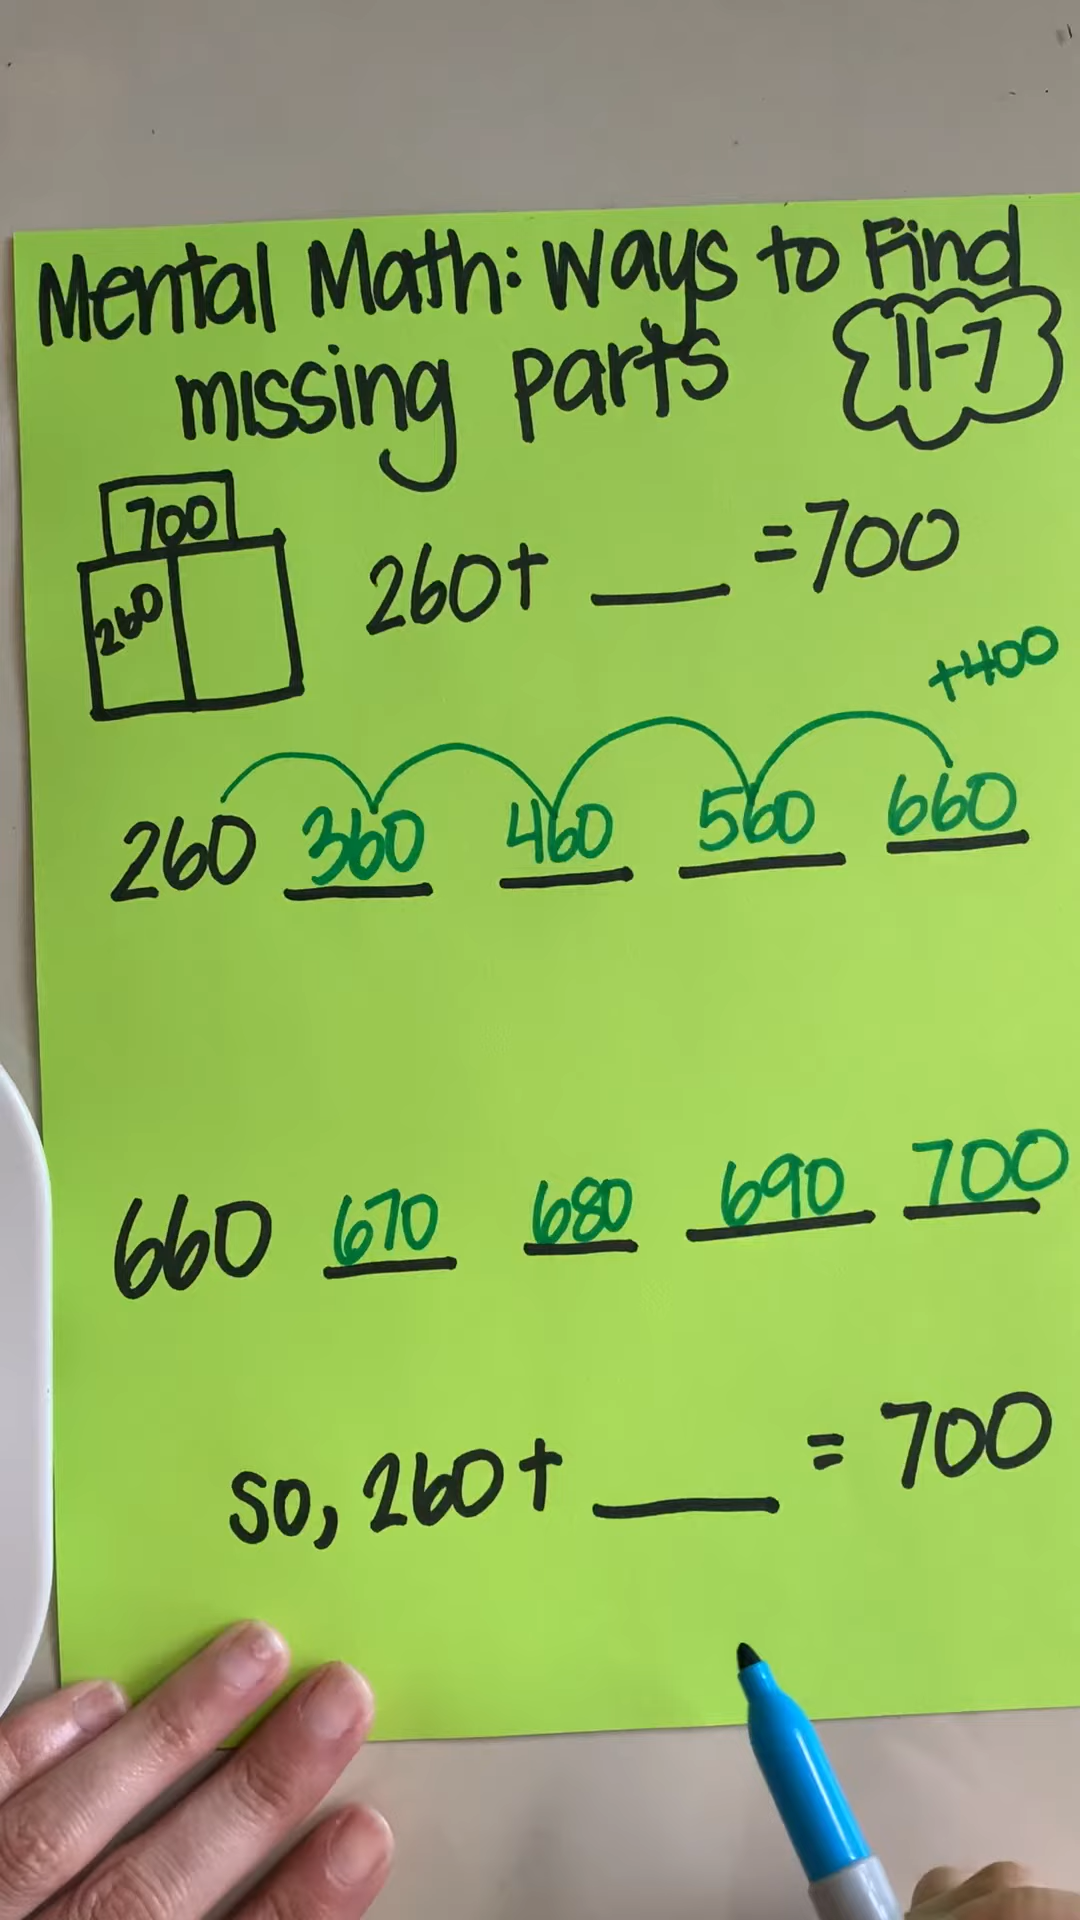 Mental Math: Ways to Find
missing parts
11-7
700
260
260+ ___ =700
+400
260 360 460 560 660
660 670 680 690 700
so, 260+ ___ = 700